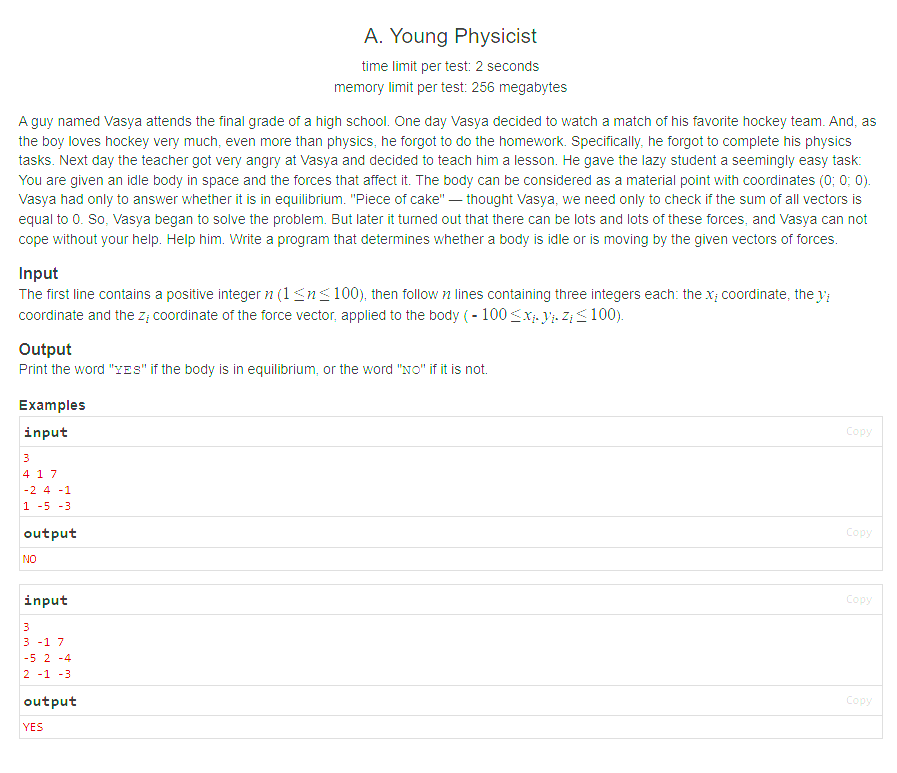 A. Young Physicist
time limit per test: 2 seconds
memory limit per test: 256 megabytes
A guy named Vasya attends the final grade of a high school. One day Vasya decided to watch a match of his favorite hockey team. And, as
the boy loves hockey very much, even more than physics, he forgot to do the homework. Specifically, he forgot to complete his physics
tasks. Next day the teacher got very angry at Vasya and decided to teach him a lesson. He gave the lazy student a seemingly easy task:
You are given an idle body in space and the forces that affect it. The body can be considered as a material point with coordinates (0; 0; 0).
Vasya had only to answer whether it is in equilibrium. "Piece of cake" — thought Vasya, we need only to check if the sum of all vectors is
equal to 0. So, Vasya began to solve the problem. But later it turned out that there can be lots and lots of these forces, and Vasya can not
cope without your help. Help him. Write a program that determines whether a body is idle or is moving by the given vectors of forces.
Input
The first line contains a positive integer n (1 ≤ n ≤ 100), then follow n lines containing three integers each: the xᵢ coordinate, the yᵢ
coordinate and the zᵢ coordinate of the force vector, applied to the body ( - 100 ≤ xᵢ, yᵢ, zᵢ ≤ 100).
Output
Print the word "YES" if the body is in equilibrium, or the word "NO" if it is not.
Examples
input Copy
3
4 1 7
-2 4 -1
1 -5 -3
output Copy
NO
input Copy
3
3 -1 7
-5 2 -4
2 -1 -3
output Copy
YES